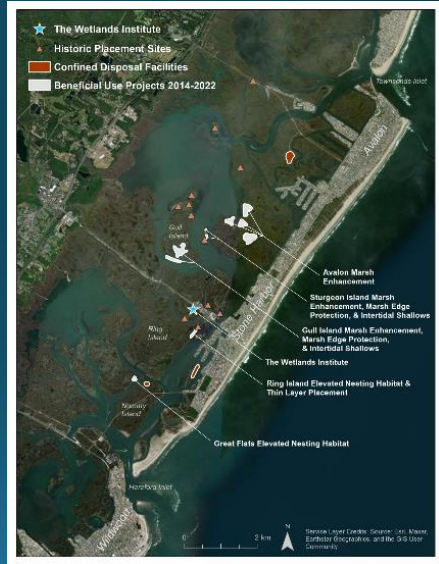 The Wetlands Institute
Historic Placement Sites
Confined Disposal Facilities
Beneficial Use Projects 2014-2022
Townsends Inlet
Avalon
Gull
Island
Avalon Marsh
Enhancement
Sturgeon Island Marsh
Enhancement, Marsh Edge
Protection, & Intertidal Shallows
Stone Harbor
Gull Island Marsh Enhancement,
Marsh Edge Protection,
& Intertidal Shallows
Ring
Island
The Wetlands Institute
Ring Island Elevated Nesting Habitat &
Thin Layer Placement
Nummy
Island
Great Flats Elevated Nesting Habitat
Hereford Inlet
Wildwood
N
0 2 km
Service Layer Credits: Source: Esri, Maxar,
Earthstar Geographics, and the GIS User
Community